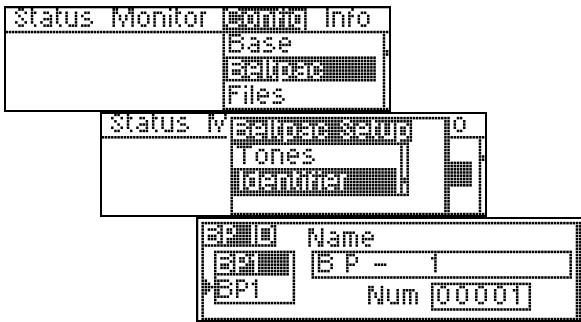 Status Monitor Config Info
Base
Beltpac
Files
Status M
Beltpac setup
o
Tones
Identifier
BP ID
Name
BP1
BP - 1
BP1
Num 00001